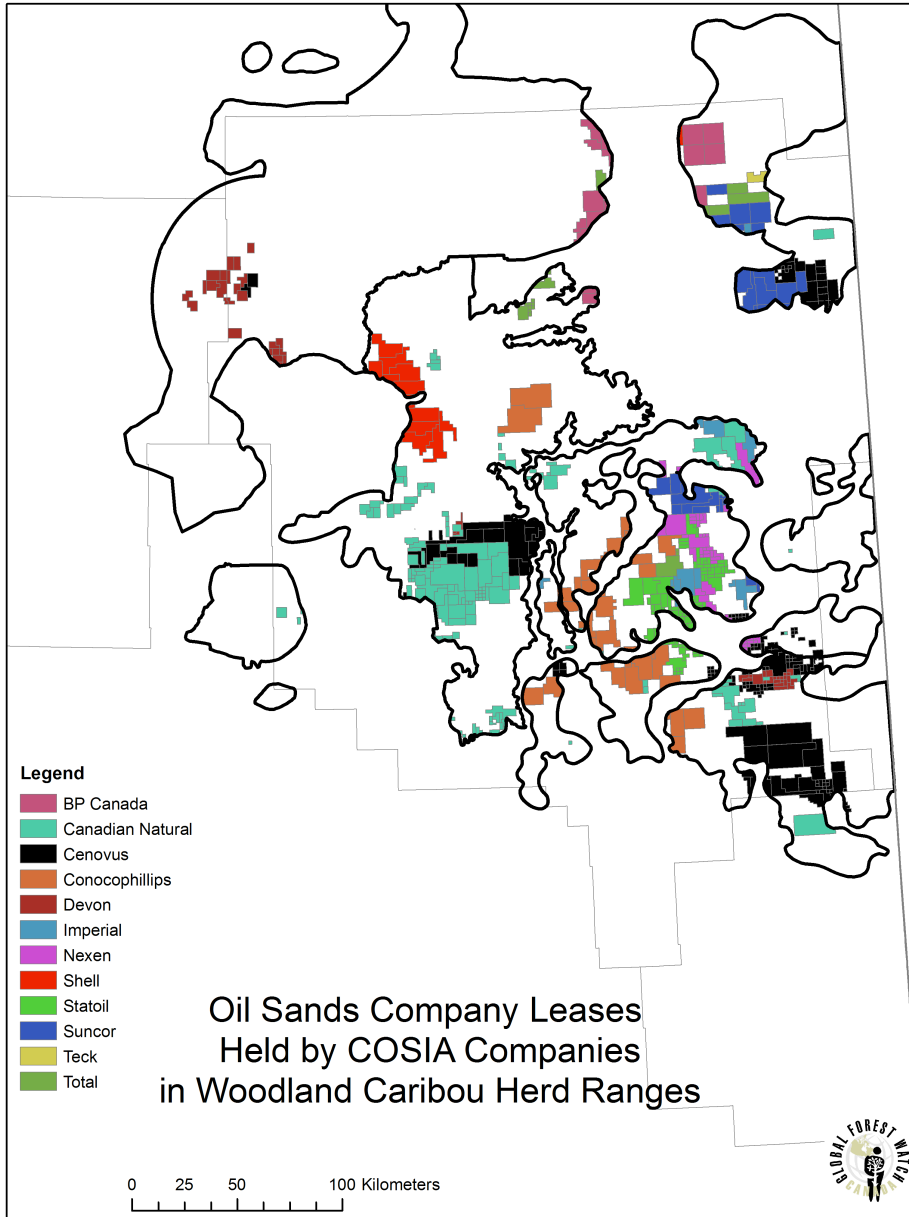 Legend
BP Canada
Canadian Natural
Cenovus
Conocophillips
Devon
Imperial
Nexen
Shell
Statoil
Suncor
Teck
Total
Oil Sands Company Leases
Held by COSIA Companies
in Woodland Caribou Herd Ranges
0 25 50 100 Kilometers
GLOBAL FOREST WATCH
CANADA